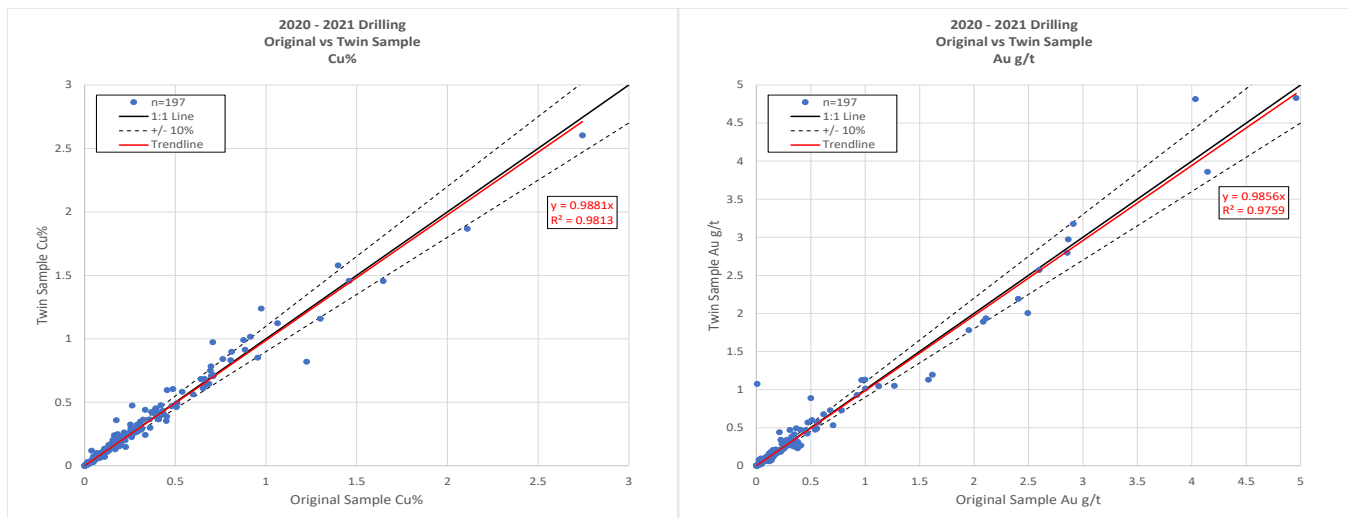 2020 - 2021 Drilling
Original vs Twin Sample
Cu%
3
2.5
2
1.5
1
0.5
0
0
0.5
1
1.5
2
2.5
3
Twin Sample Cu%
Original Sample Cu%
n=197
1:1 Line
+/- 10%
Trendline
y = 0.9881x
R² = 0.9813
2020 - 2021 Drilling
Original vs Twin Sample
Au g/t
5
4.5
4
3.5
3
2.5
2
1.5
1
0.5
0
0
0.5
1
1.5
2
2.5
3
3.5
4
4.5
5
Twin Sample Au g/t
Original Sample Au g/t
n=197
1:1 Line
+/- 10%
Trendline
y = 0.9856x
R² = 0.9759